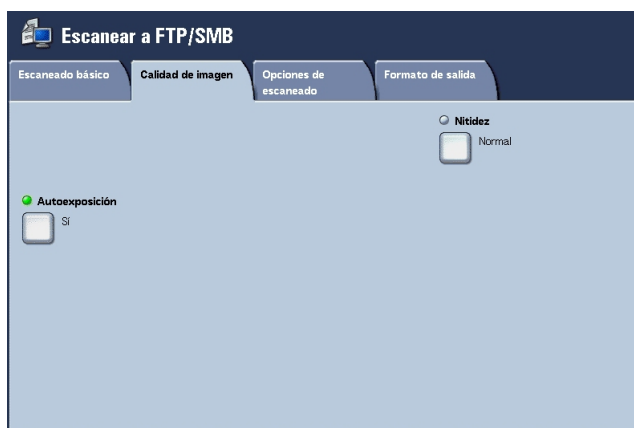 Escanear a FTP/SMB
Escaneado básico
Calidad de imagen
Opciones de
escaneado
Formato de salida
Nitidez
Normal
Autoexposición
Sí